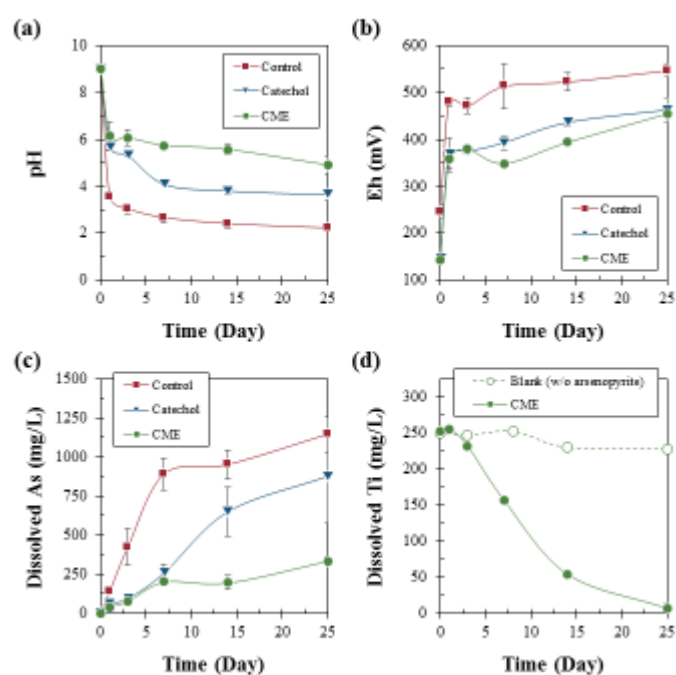 (a)
10
8
6
4
2
0
pH
Control
Catechol
CME
0 5 10 15 20 25
Time (Day)
(b)
600
500
400
300
200
100
Eh (mV)
Control
Catechol
CME
0 5 10 15 20 25
Time (Day)
(c)
1500
1250
1000
750
500
250
0
Dissolved As (mg/L)
Control
Catechol
CME
0 5 10 15 20 25
Time (Day)
(d)
300
250
200
150
100
50
0
Dissolved Ti (mg/L)
Blank (w/o arsenopyrite)
CME
0 5 10 15 20 25
Time (Day)